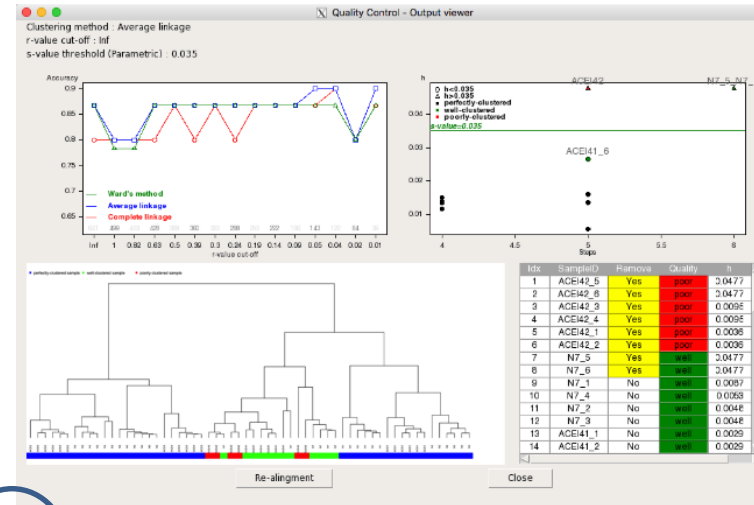 Quality Control - Output viewer
Clustering method : Average linkage
r-value cut-off : Inf
s-value threshold (Parametric) : 0.035
Accuracy
0.9
0.85
0.8
0.75
0.7
0.65
Ward's method
Average linkage
Complete linkage
Inf 1 0.82 0.63 0.5 0.39 0.3 0.24 0.19 0.14 0.09 0.05 0.04 0.02 0.01
r-value cut-off
h
ACEI42
N7_5_N7_
h<0.035
h>0.035
perfectly-clustered
well-clustered
poorly-clustered
s-value=0.035
ACEI41_6
0.04
0.03
0.02
0.01
4 4.5 5 5.5 6
Steps
perfectly-clustered sample well-clustered sample poorly-clustered sample
Idx SampleID Remove Quality h
1 ACEI42_5 Yes poor 0.0477
2 ACEI42_6 Yes poor 0.0477
3 ACEI42_3 Yes poor 0.0095
4 ACEI42_4 Yes poor 0.0095
5 ACEI42_1 Yes poor 0.0036
6 ACEI42_2 Yes poor 0.0036
7 N7_5 Yes well 0.0477
8 N7_6 Yes well 0.0477
9 N7_1 No well 0.0087
10 N7_4 No well 0.0053
11 N7_2 No well 0.0046
12 N7_3 No well 0.0046
13 ACEI41_1 No well 0.0029
14 ACEI41_2 No well 0.0029
Re-alingment
Close